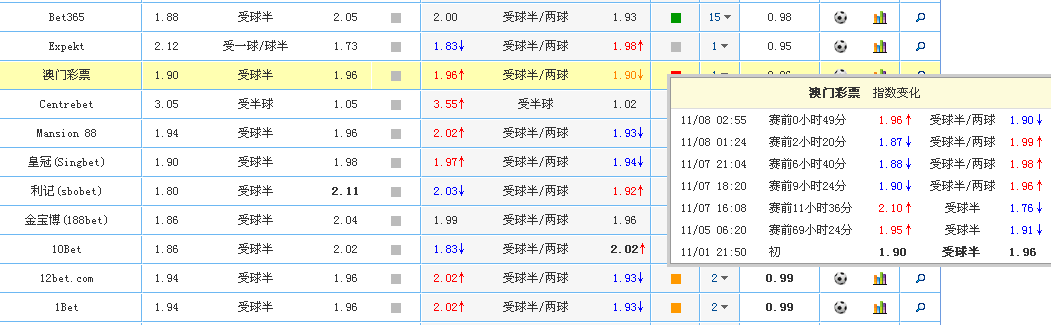 Bet365 1.88 受球半 2.05 2.00 受球半/两球 1.93 15 0.98
Expekt 2.12 受一球/球半 1.73 1.83↓ 受球半/两球 1.98↑ 1 0.95
澳门彩票 1.90 受球半 1.96 1.96↑ 受球半/两球 1.90↓
Centrebet 3.05 受半球 1.05 3.55↑ 受半球 1.02
Mansion 88 1.94 受球半 1.96 2.02↑ 受球半/两球 1.93↓
皇冠(Singbet) 1.90 受球半 1.98 1.97↑ 受球半/两球 1.94↓
利记(sbobet) 1.80 受球半 2.11 2.03↓ 受球半/两球 1.92↑
金宝博(188bet) 1.86 受球半 2.04 1.99 受球半/两球 1.96
10Bet 1.86 受球半 2.02 1.83↓ 受球半/两球 2.02↑
12bet.com 1.94 受球半 1.96 2.02↑ 受球半/两球 1.93↓ 2 0.99
1Bet 1.94 受球半 1.96 2.02↑ 受球半/两球 1.93↓ 2 0.99
澳门彩票 指数变化
11/08 02:55 赛前0小时49分 1.96↑ 受球半/两球 1.90↓
11/08 01:24 赛前2小时20分 1.87↓ 受球半/两球 1.99↑
11/07 21:04 赛前6小时40分 1.88↓ 受球半/两球 1.98↑
11/07 18:20 赛前9小时24分 1.90↓ 受球半/两球 1.96↑
11/07 16:08 赛前11小时36分 2.10↑ 受球半 1.76↓
11/05 06:20 赛前69小时24分 1.95↑ 受球半 1.91↓
11/01 21:50 初 1.90 受球半 1.96